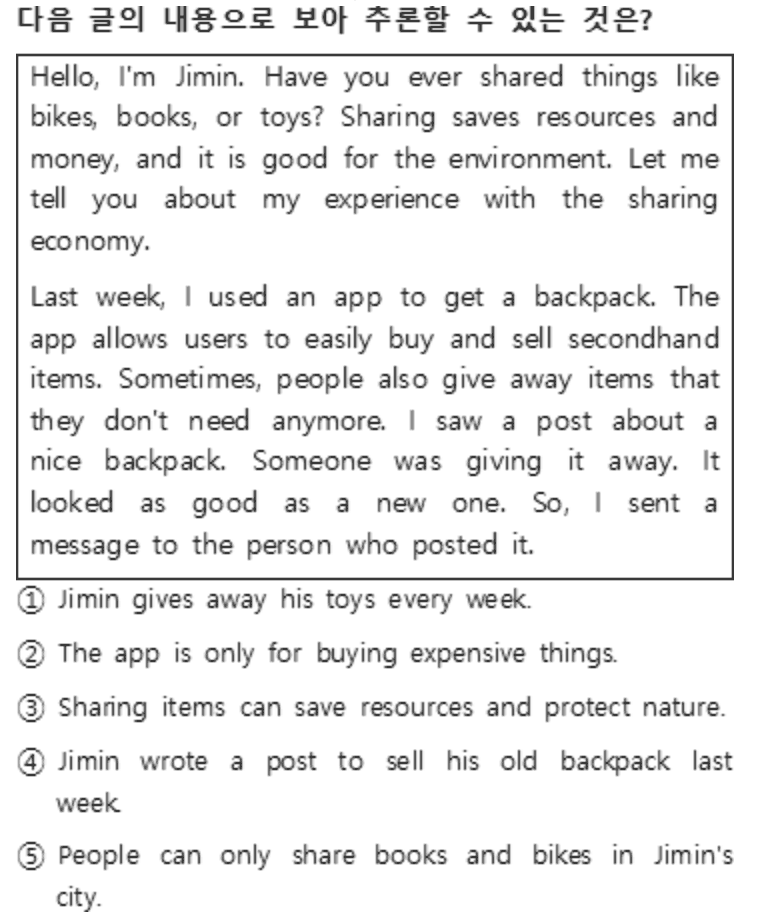 다음 글의 내용으로 보아 추론할 수 있는 것은?
Hello, I'm Jimin. Have you ever shared things like
bikes, books, or toys? Sharing saves resources and
money, and it is good for the environment. Let me
tell you about my experience with the sharing
economy.
Last week, I used an app to get a backpack. The
app allows users to easily buy and sell secondhand
items. Sometimes, people also give away items that
they don't need anymore. I saw a post about a
nice backpack. Someone was giving it away. It
looked as good as a new one. So, I sent a
message to the person who posted it.
① Jimin gives away his toys every week.
② The app is only for buying expensive things.
③ Sharing items can save resources and protect nature.
④ Jimin wrote a post to sell his old backpack last
week.
⑤ People can only share books and bikes in Jimin's
city.